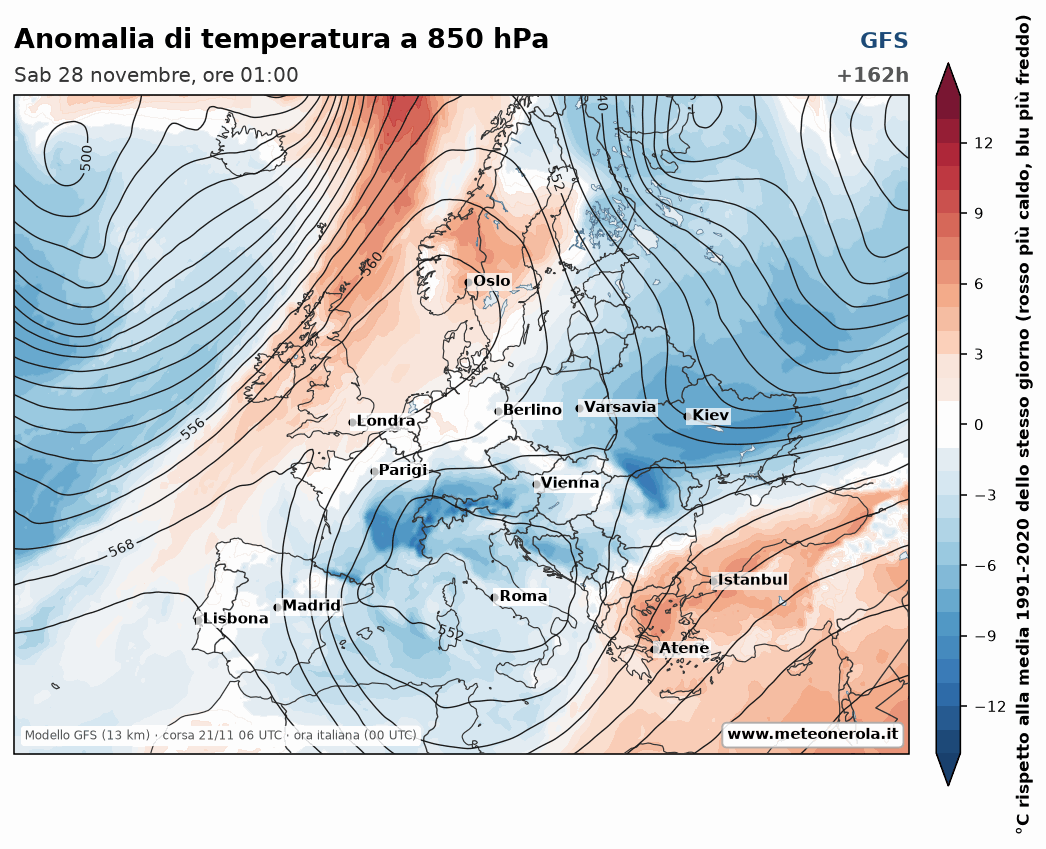 Anomalia di temperatura a 850 hPa
GFS
Sab 28 novembre, ore 01:00
+162h
500
552
560
Oslo
Berlino
Varsavia
Kiev
Londra
556
Parigi
Vienna
568
Istanbul
Roma
Madrid
Lisbona
552
Atene
Modello GFS (13 km) · corsa 21/11 06 UTC · ora italiana (00 UTC)
www.meteonerola.it
12
9
6
3
0
−3
−6
−9
−12
°C rispetto alla media 1991-2020 dello stesso giorno (rosso più caldo, blu più freddo)